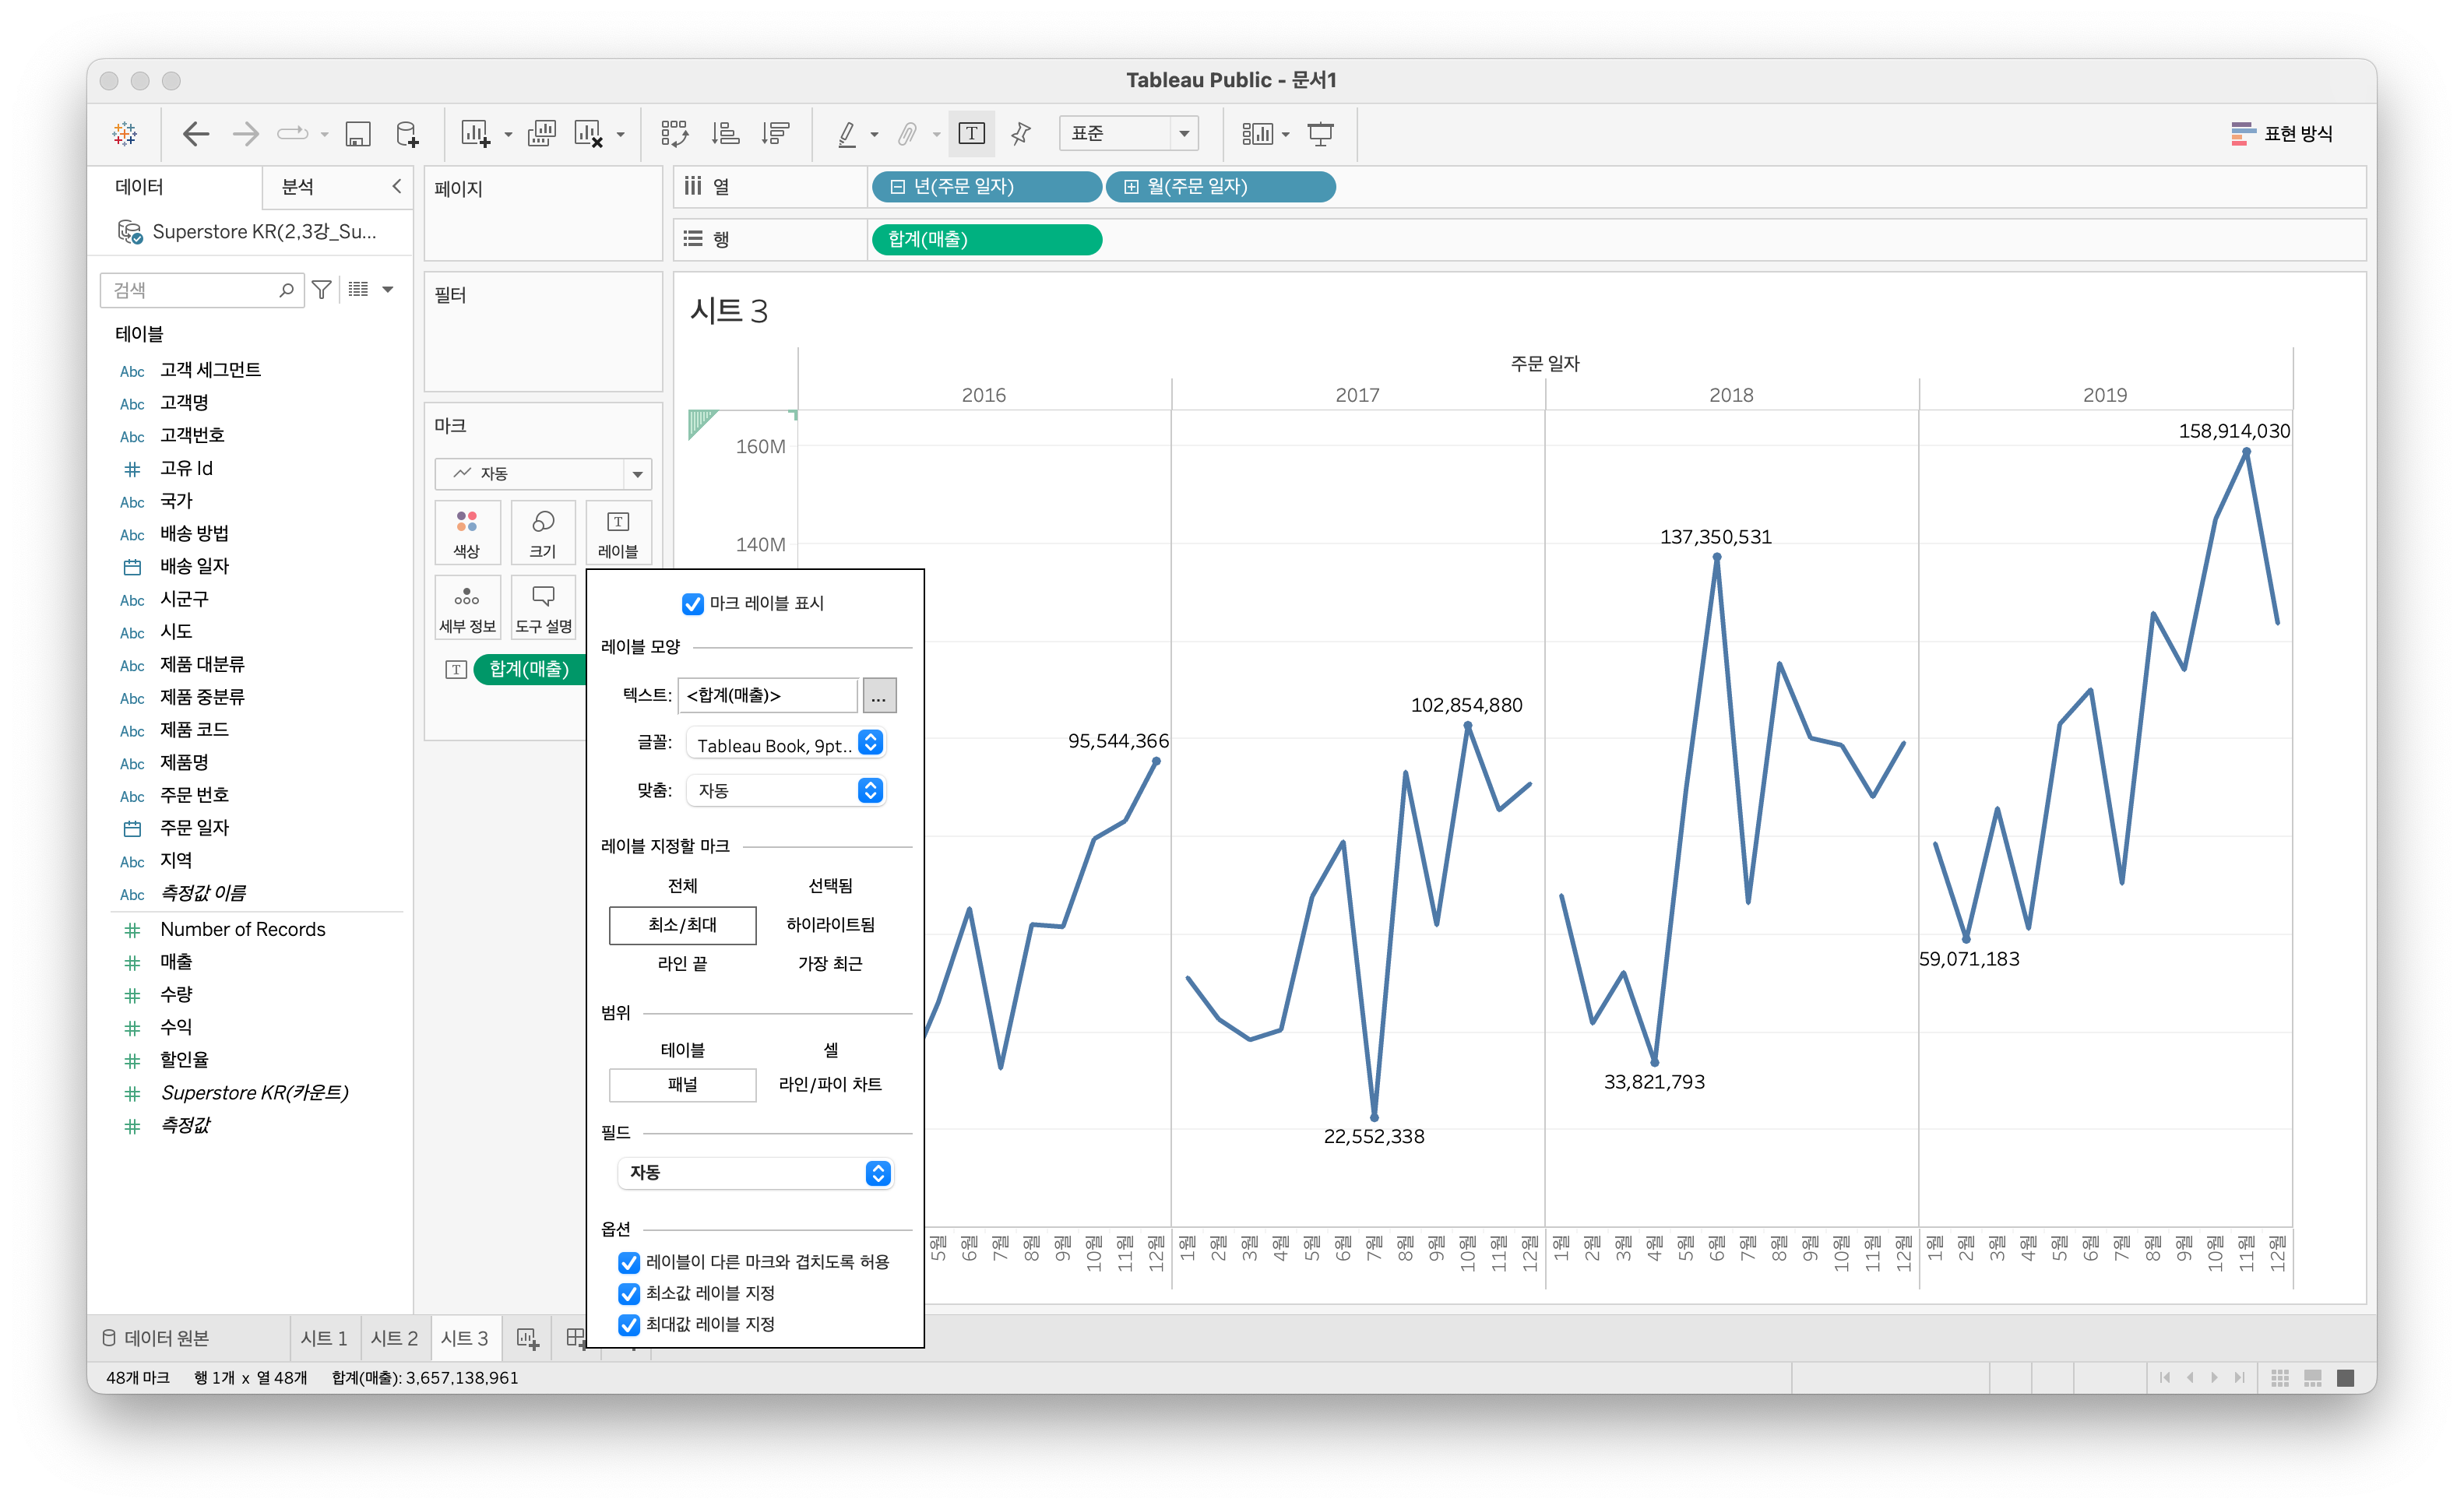 Tableau Public - 문서1
표준
표현 방식
데이터
분석
Superstore KR(2,3강_Su...
검색
테이블
Abc 고객 세그먼트
Abc 고객명
Abc 고객번호
고유 Id
Abc 국가
Abc 배송 방법
배송 일자
Abc 시군구
Abc 시도
Abc 제품 대분류
Abc 제품 중분류
Abc 제품 코드
Abc 제품명
Abc 주문 번호
주문 일자
Abc 지역
Abc 측정값 이름
Number of Records
매출
수량
수익
할인율
Superstore KR(카운트)
측정값
페이지
필터
마크
자동
색상 크기 레이블
세부 정보 도구 설명
합계(매출)
마크 레이블 표시
레이블 모양
텍스트: <합계(매출)> ...
글꼴: Tableau Book, 9pt..
맞춤: 자동
레이블 지정할 마크
전체 선택됨
최소/최대 하이라이트됨
라인 끝 가장 최근
범위
테이블 셀
패널 라인/파이 차트
필드
자동
옵션
레이블이 다른 마크와 겹치도록 허용
최소값 레이블 지정
최대값 레이블 지정
열 년(주문 일자) 월(주문 일자)
행 합계(매출)
시트 3
주문 일자
2016 2017 2018 2019
160M
140M
158,914,030
137,350,531
102,854,880
95,544,366
59,071,183
33,821,793
22,552,338
5월 6월 7월 8월 9월 10월 11월 12월 1월 2월 3월 4월 5월 6월 7월 8월 9월 10월 11월 12월 1월 2월 3월 4월 5월 6월 7월 8월 9월 10월 11월 12월 1월 2월 3월 4월 5월 6월 7월 8월 9월 10월 11월 12월
데이터 원본 시트 1 시트 2 시트 3
48개 마크 행 1개 x 열 48개 합계(매출): 3,657,138,961